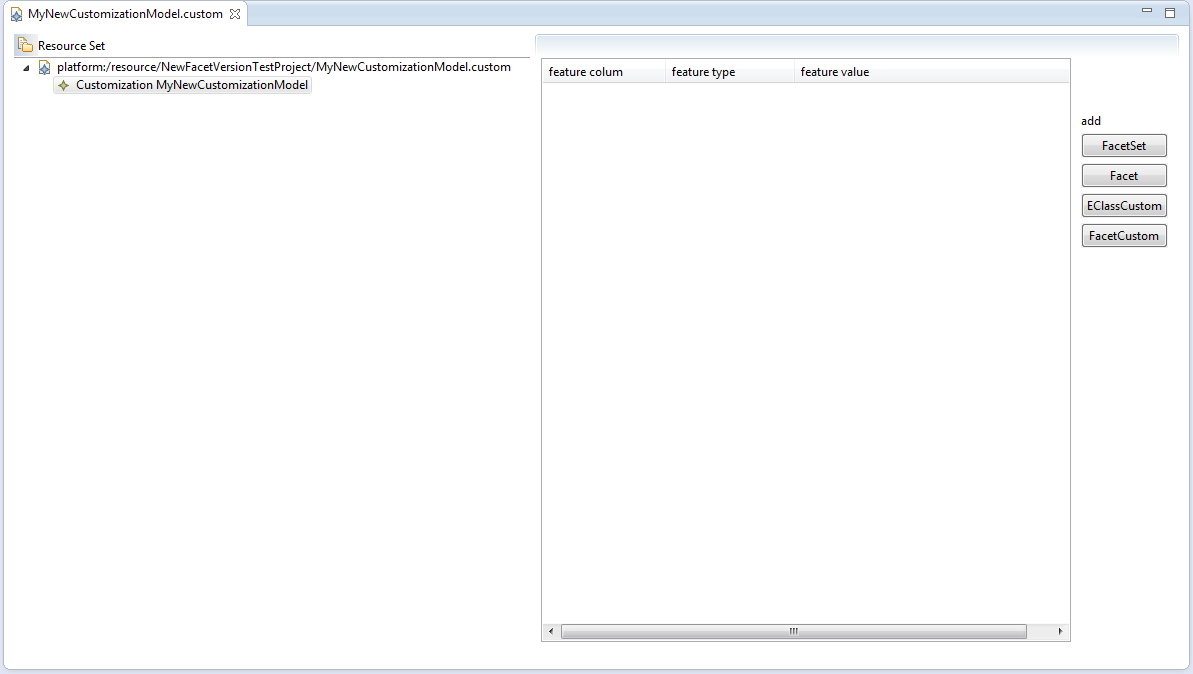 MyNewCustomizationModel.custom
Resource Set
platform:/resource/NewFacetVersionTestProject/MyNewCustomizationModel.custom
Customization MyNewCustomizationModel
feature colum feature type feature value
add
FacetSet
Facet
EClassCustom
FacetCustom